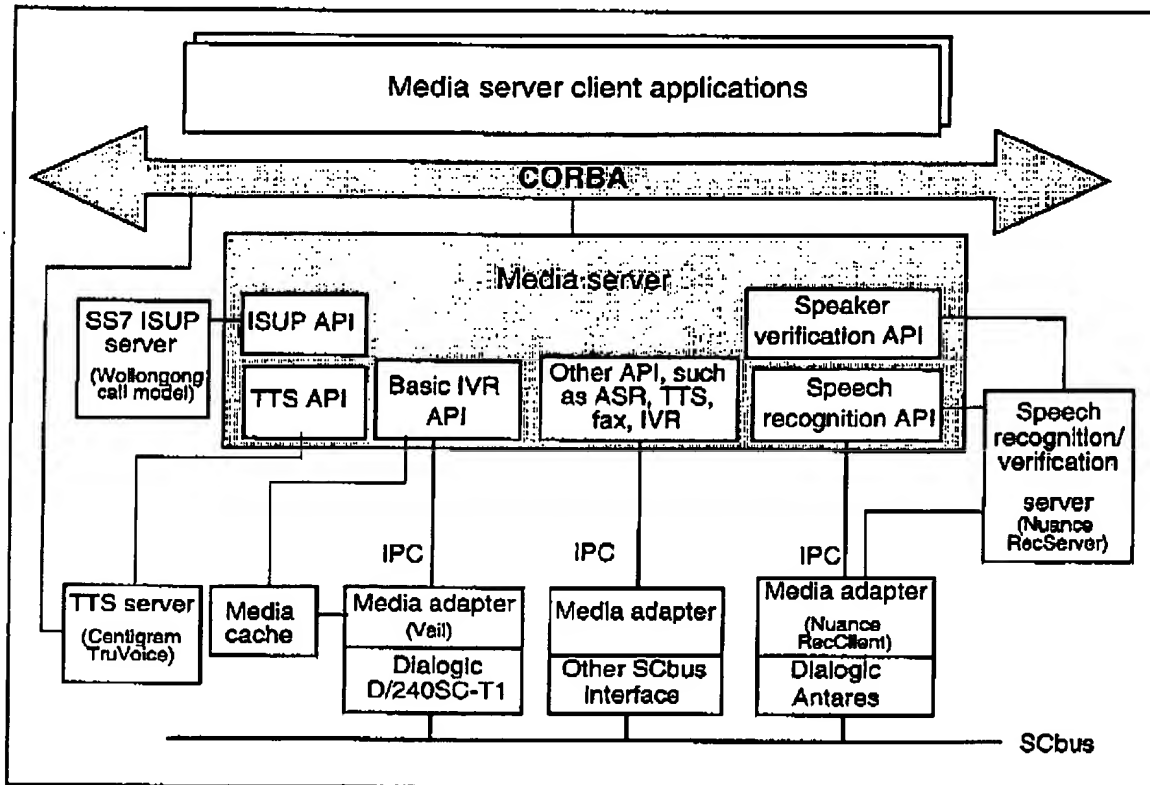 Media server client applications
CORBA
Media server
SS7 ISUP
server
(Wollongong
call model)
ISUP API
TTS API
Basic IVR
API
Other API, such
as ASR, TTS,
fax, IVR
Speaker
verification API
Speech
recognition API
Speech
recognition/
verification
server
(Nuance
RecServer)
IPC
IPC
IPC
TTS server
(Centigram
TruVoice)
Media
cache
Media adapter
(Vail)
Dialogic
D/240SC-T1
Media adapter
Other SCbus
Interface
Media adapter
(Nuance
RecClient)
Dialogic
Antares
SCbus